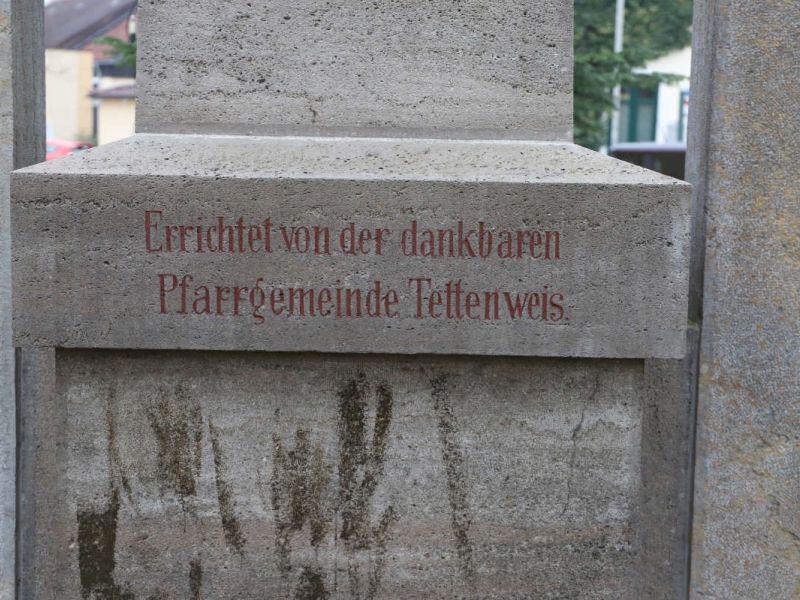 Errichtet von der dankbaren
Pfarrgemeinde Tettenweis.